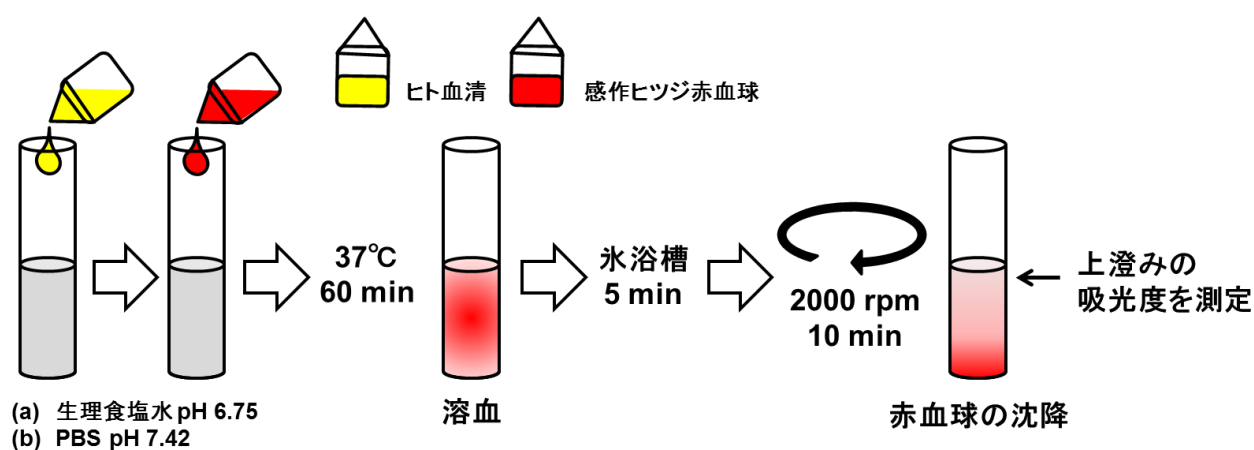 ヒト血清
感作ヒツジ赤血球
37℃
60 min
氷浴槽
5 min
2000 rpm
10 min
上澄みの
吸光度を測定
(a) 生理食塩水 pH 6.75
(b) PBS pH 7.42
溶血
赤血球の沈降